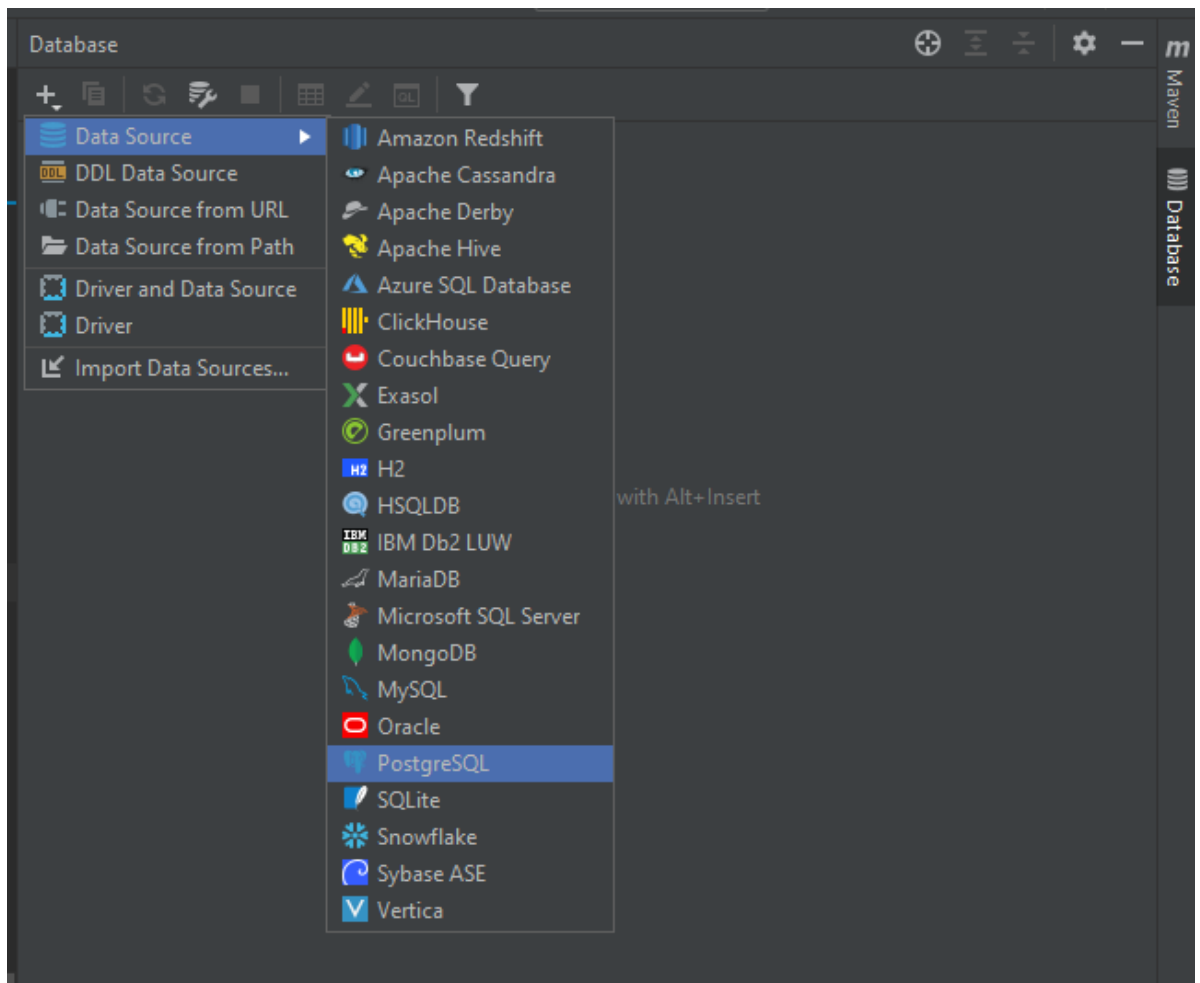 Database
Maven
Database
Data Source
DDL Data Source
Data Source from URL
Data Source from Path
Driver and Data Source
Driver
Import Data Sources...
Amazon Redshift
Apache Cassandra
Apache Derby
Apache Hive
Azure SQL Database
ClickHouse
Couchbase Query
Exasol
Greenplum
H2
HSQLDB
IBM Db2 LUW
MariaDB
Microsoft SQL Server
MongoDB
MySQL
Oracle
PostgreSQL
SQLite
Snowflake
Sybase ASE
Vertica
with Alt+Insert